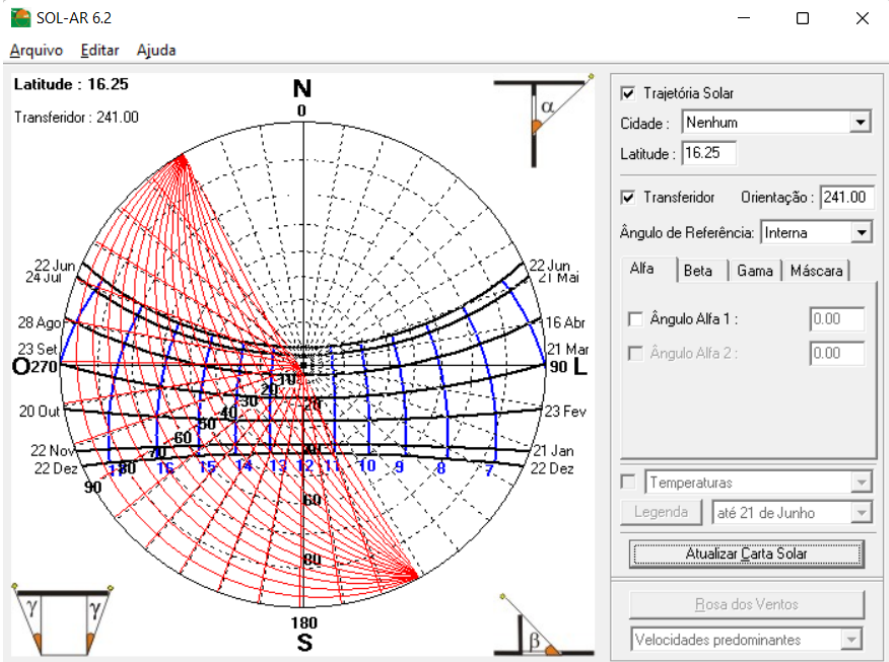 SOL-AR 6.2
Arquivo Editar Ajuda
Latitude : 16.25
Transferidor : 241.00
N
0
α
22 Jun
24 Jul
28 Ago
23 Set
O 270
20 Out
22 Nov
22 Dez
22 Jun
21 Mai
16 Abr
21 Mar
90 L
23 Fev
21 Jan
22 Dez
10
20
30
40
50
60
70
80
90
20
60
80
16 15 14 13 12 11 10 9 8 7
180
S
γ γ
β
Trajetória Solar
Cidade : Nenhum
Latitude : 16.25
Transferidor Orientação : 241.00
Ângulo de Referência: Interna
Alfa Beta Gama Máscara
Ângulo Alfa 1 : 0.00
Ângulo Alfa 2 : 0.00
Temperaturas
Legenda até 21 de Junho
Atualizar Carta Solar
Rosa dos Ventos
Velocidades predominantes